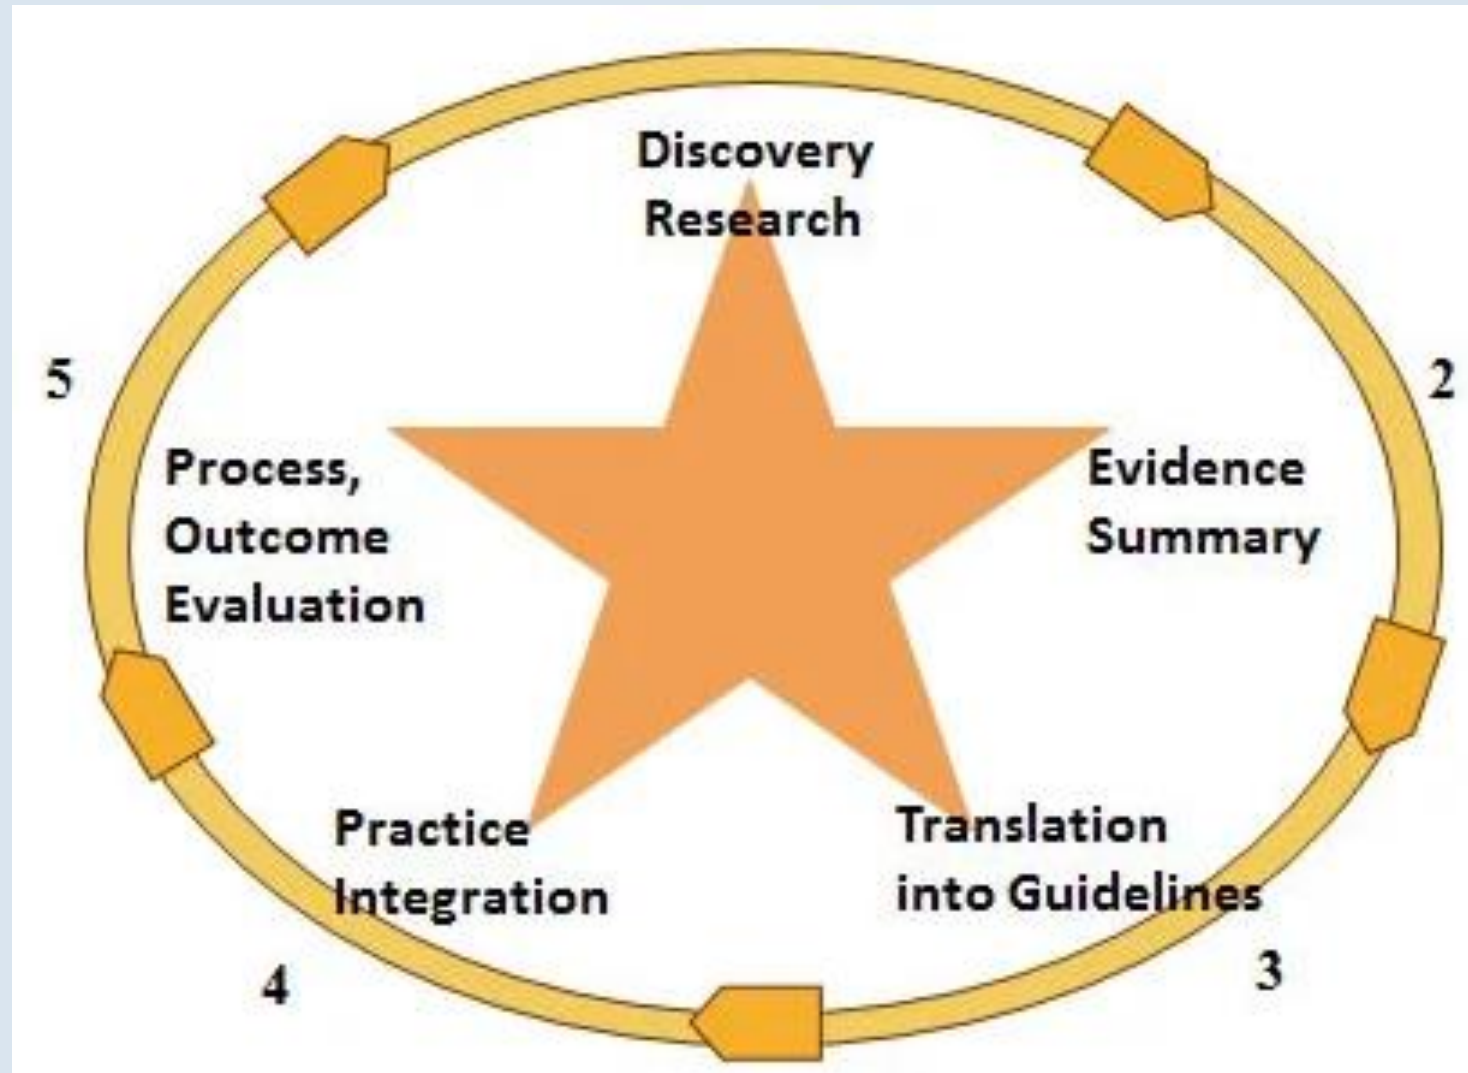 Discovery
Research
2
Evidence
Summary
3
Translation
into Guidelines
4
Practice
Integration
5
Process,
Outcome
Evaluation